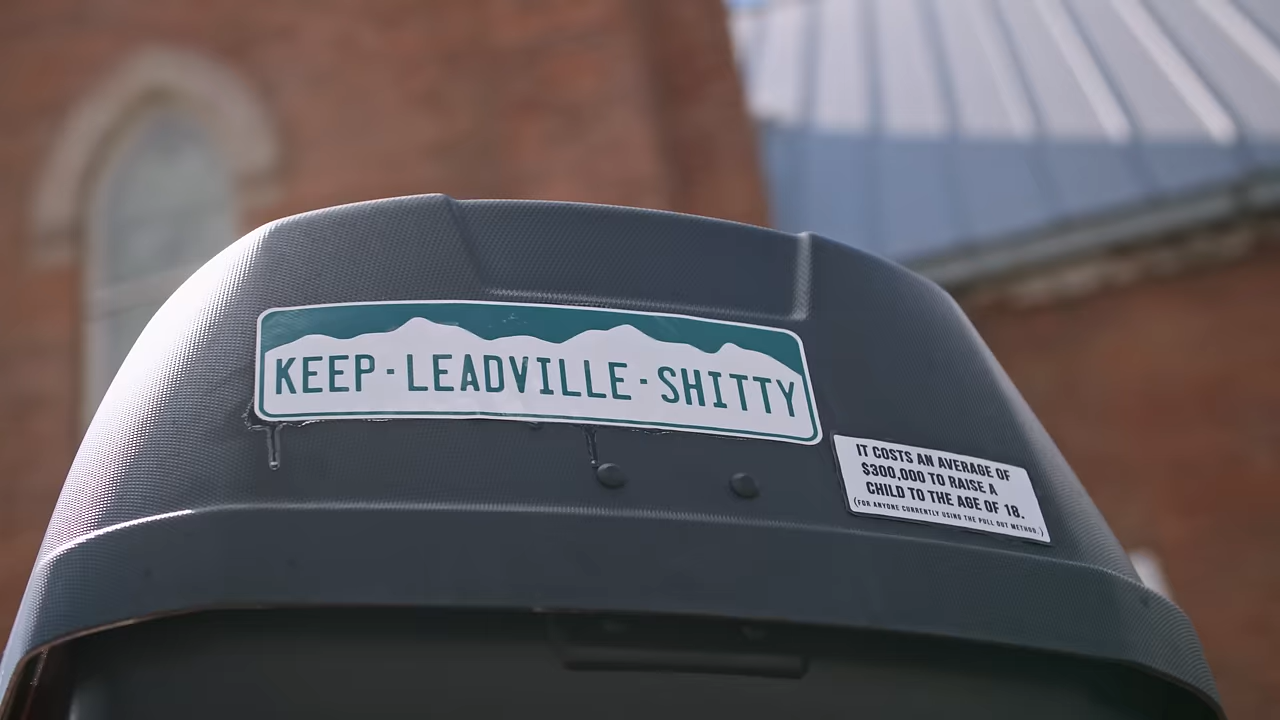 KEEP·LEADVILLE·SHITTY
IT COSTS AN AVERAGE OF
$300,000 TO RAISE A
CHILD TO THE AGE OF 18.
(FOR ANYONE CURRENTLY USING THE PULL OUT METHOD.)